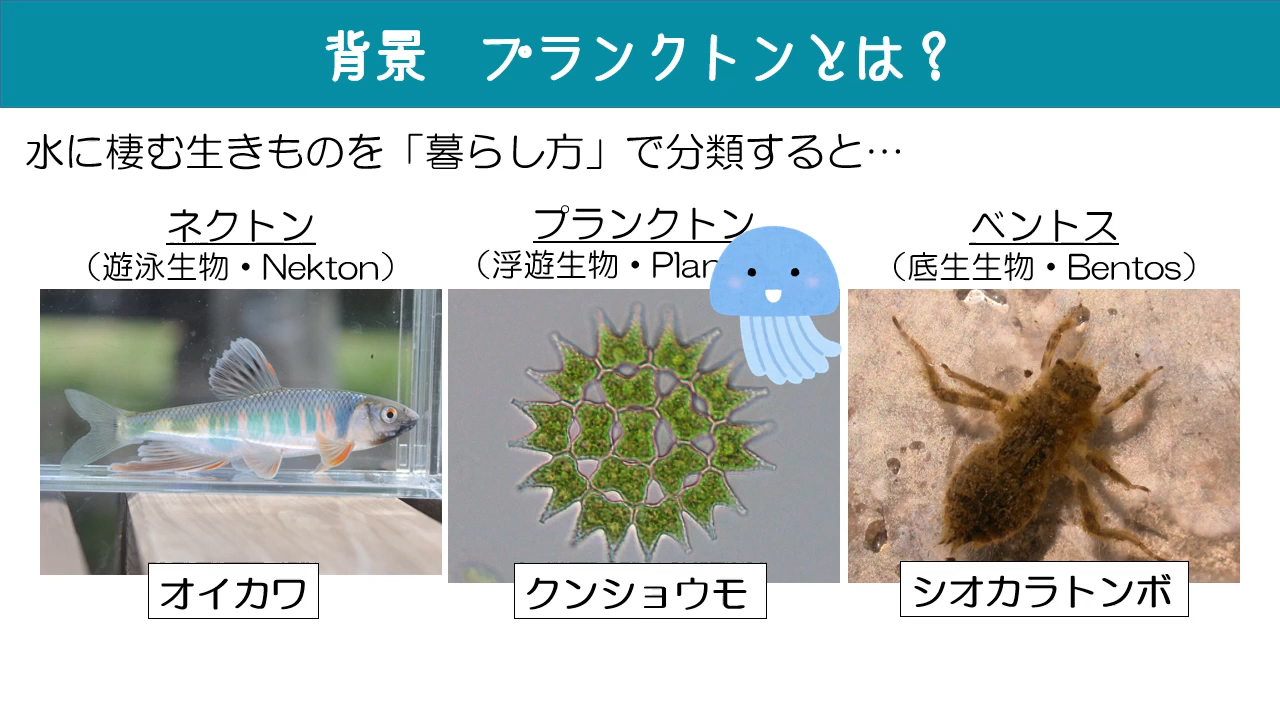 背景　プランクトンとは？
水に棲む生きものを「暮らし方」で分類すると…
ネクトン
（遊泳生物・Nekton）
プランクトン
（浮遊生物・Plan
ベントス
（底生生物・Bentos）
オイカワ
クンショウモ
シオカラトンボ